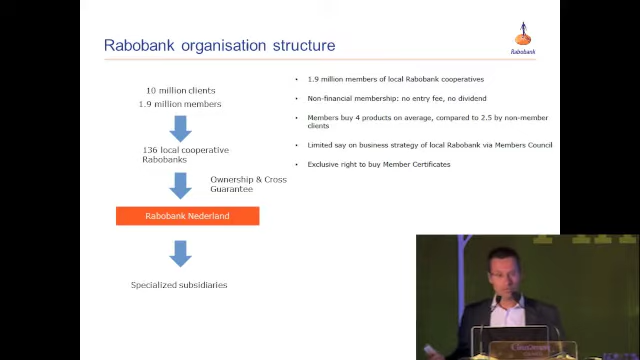 Rabobank organisation structure
Rabobank
10 million clients
1.9 million members
136 local cooperative
Rabobanks
Ownership & Cross
Guarantee
Rabobank Nederland
Specialized subsidiaries
• 1.9 million members of local Rabobank cooperatives
• Non-financial membership: no entry fee, no dividend
• Members buy 4 products on average, compared to 2.5 by non-member
clients
• Limited say on business strategy of local Rabobank via Members Council
• Exclusive right to buy Member Certificates